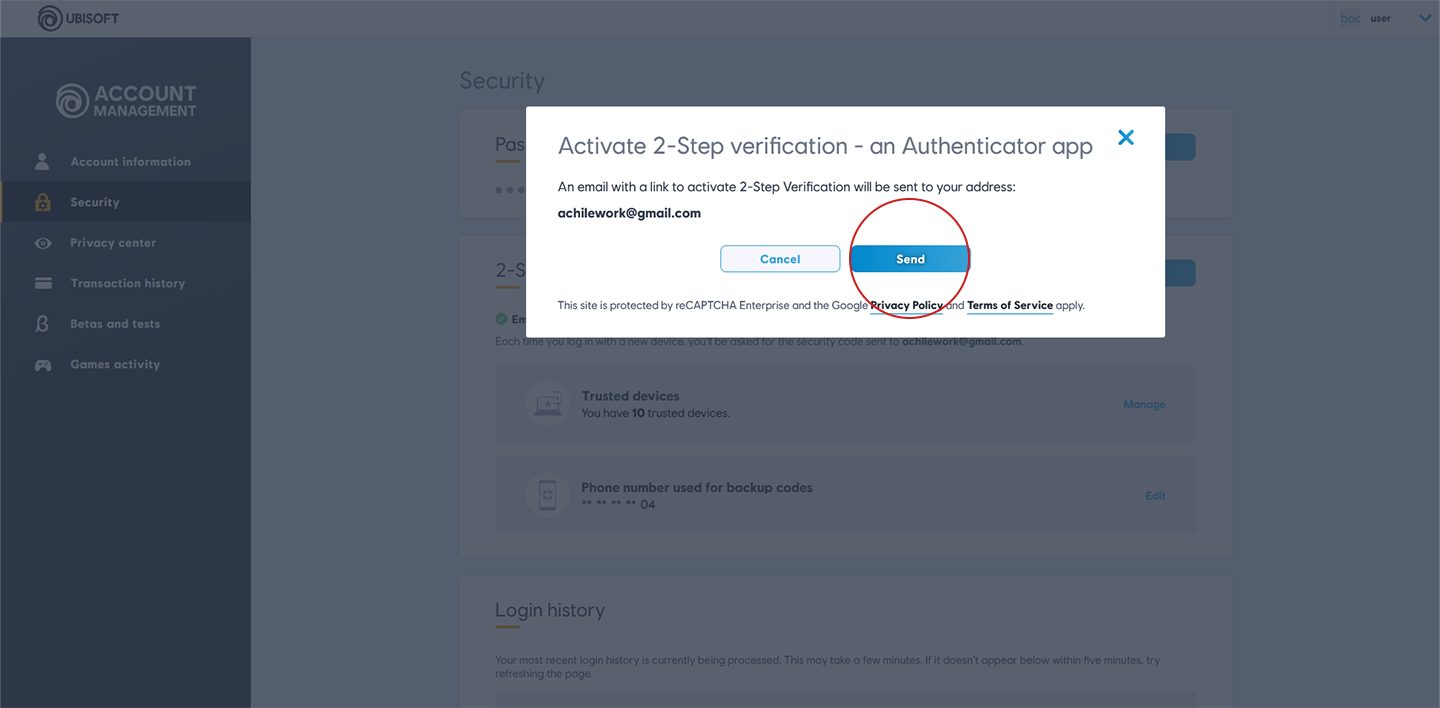 UBISOFT
user
ACCOUNT
MANAGEMENT
Account information
Security
Privacy center
Transaction history
Betas and tests
Games activity
Security
Activate 2-Step verification - an Authenticator app
An email with a link to activate 2-Step Verification will be sent to your address:
achilework@gmail.com
Cancel
Send
This site is protected by reCAPTCHA Enterprise and the Google Privacy Policy and Terms of Service apply.
Each time you log in with a new device, you'll be asked for the security code sent to achilework@gmail.com.
Trusted devices
You have 10 trusted devices.
Manage
Phone number used for backup codes
** ** ** ** 04
Edit
Login history
Your most recent login history is currently being processed. This may take a few minutes. If it doesn't appear below within five minutes, try
refreshing the page.